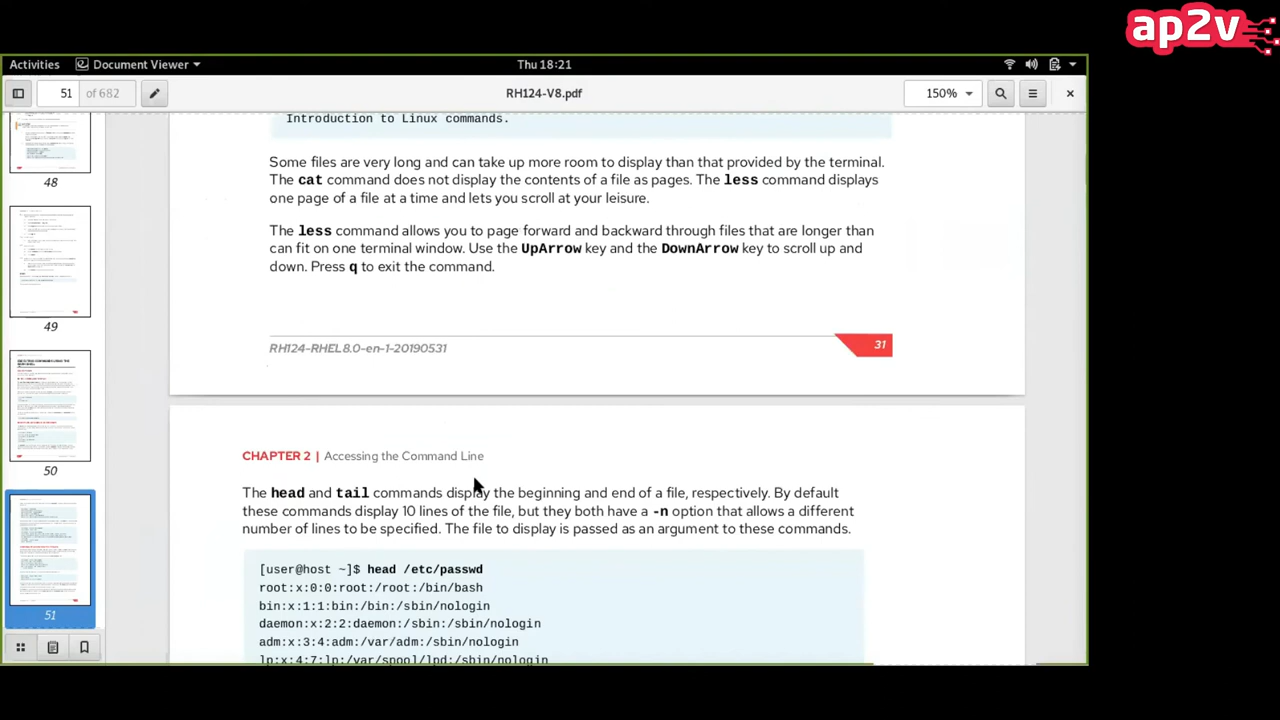 ap2v
Activities Document Viewer Thu 18:21
51 of 682 RH124-V8.pdf 150%
48
49
50
51
Introduction to Linux commands.
Some files are very long and can take up more room to display than that provided by the terminal.
The cat command does not display the contents of a file as pages. The less command displays
one page of a file at a time and lets you scroll at your leisure.
The less command allows you to page forward and backward through files that are longer than
can fit on one terminal window. Use the UpArrow key and the DownArrow key to scroll up and
down. Press q to exit the command.
RH124-RHEL8.0-en-1-20190531 31
CHAPTER 2 | Accessing the Command Line
The head and tail commands the beginning and end of a file, respectively. By default
these commands display 10 lines of the file, but they both have a -n option that allows a different
number of lines to be specified. The file to display is passed as an argument to these commands.
[user@host ~]$ head /etc/passwd
root:x:0:0:root:/root:/bin/bash
bin:x:1:1:bin:/bin:/sbin/nologin
daemon:x:2:2:daemon:/sbin:/sbin/nologin
adm:x:3:4:adm:/var/adm:/sbin/nologin
lp:x:4:7:lp:/var/spool/lpd:/sbin/nologin